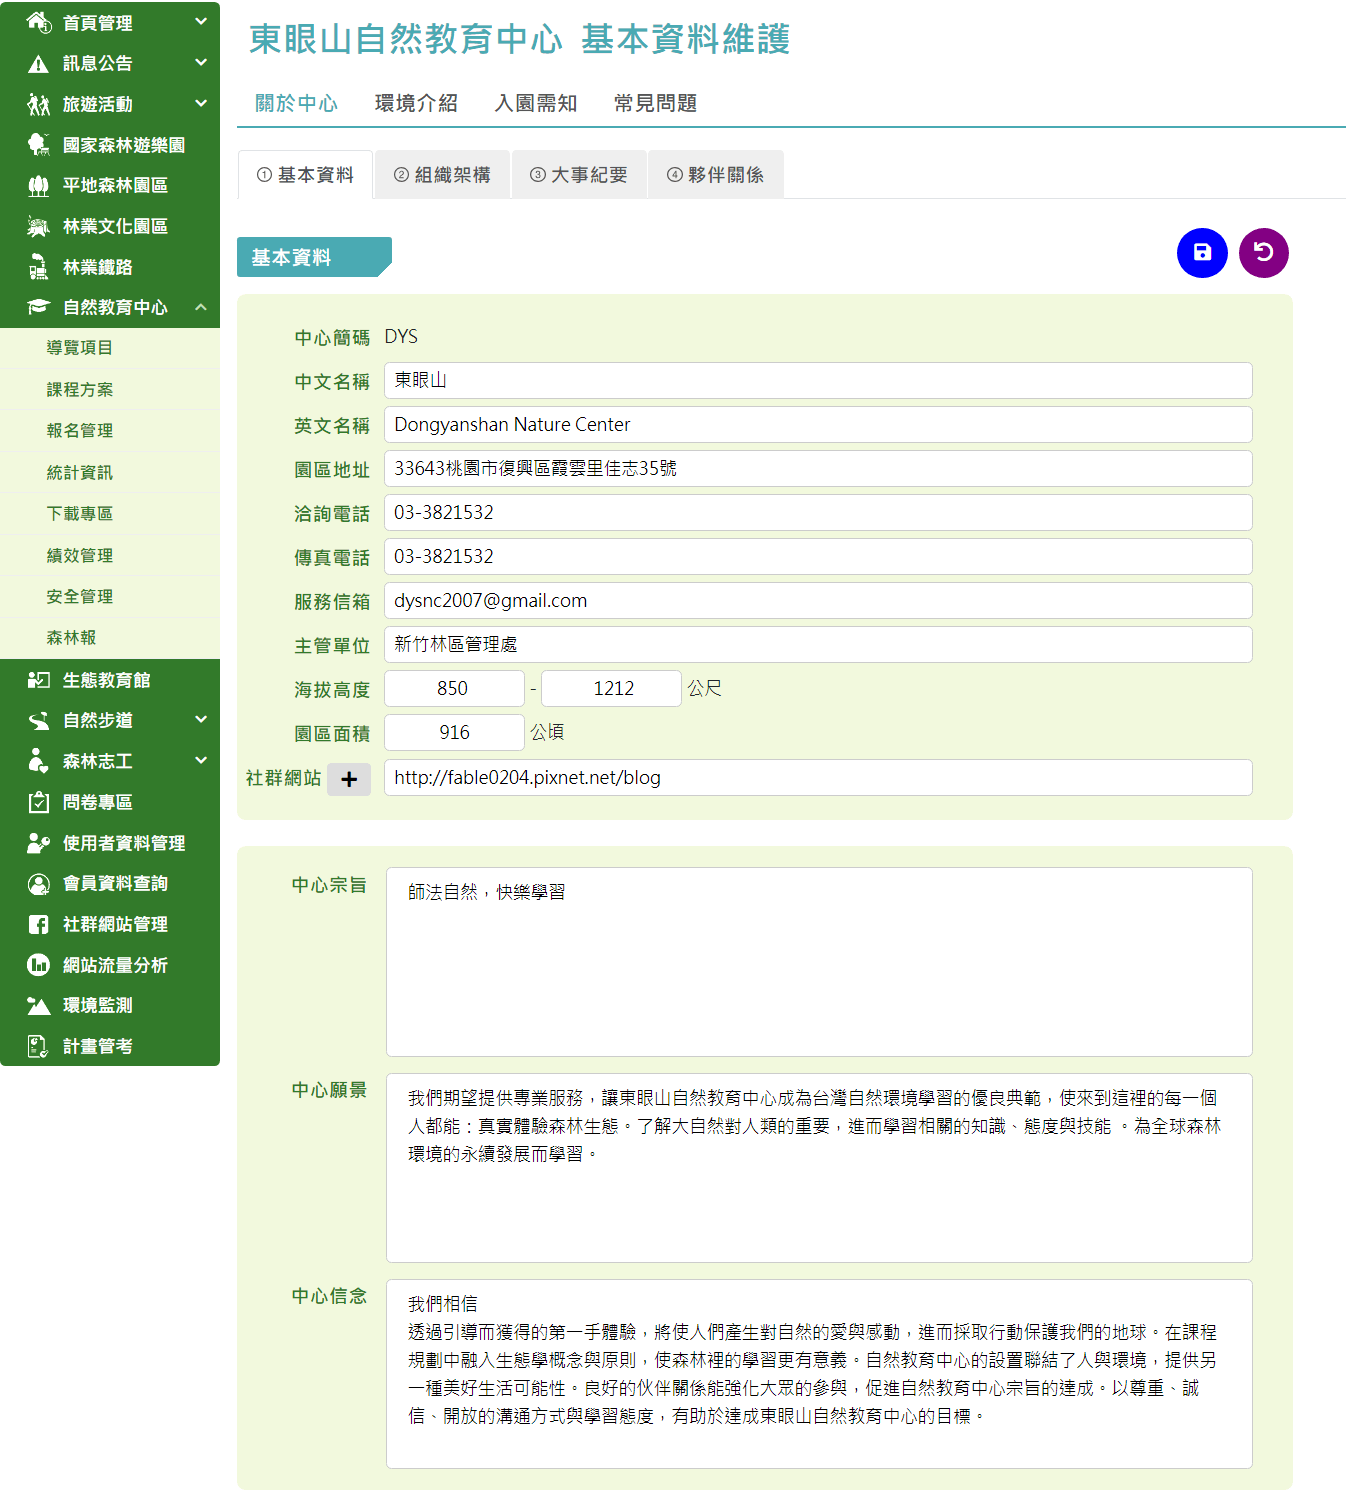 首頁管理
訊息公告
旅遊活動
國家森林遊樂園
平地森林園區
林業文化園區
林業鐵路
自然教育中心
導覽項目
課程方案
報名管理
統計資訊
下載專區
績效管理
安全管理
森林報
生態教育館
自然步道
森林志工
問卷專區
使用者資料管理
會員資料查詢
社群網站管理
網站流量分析
環境監測
計畫管考
東眼山自然教育中心 基本資料維護
關於中心 環境介紹 入園需知 常見問題
① 基本資料 ② 組織架構 ③ 大事紀要 ④ 夥伴關係
基本資料
中心簡碼 DYS
中文名稱 東眼山
英文名稱 Dongyanshan Nature Center
園區地址 33643桃園市復興區霞雲里佳志35號
洽詢電話 03-3821532
傳真電話 03-3821532
服務信箱 dysnc2007@gmail.com
主管單位 新竹林區管理處
海拔高度 850 - 1212 公尺
園區面積 916 公頃
社群網站 + http://fable0204.pixnet.net/blog
中心宗旨 師法自然，快樂學習
中心願景 我們期望提供專業服務，讓東眼山自然教育中心成為台灣自然環境學習的優良典範，使來到這裡的每一個
人都能：真實體驗森林生態。了解大自然對人類的重要，進而學習相關的知識、態度與技能 。為全球森林
環境的永續發展而學習。
中心信念 我們相信
透過引導而獲得的第一手體驗，將使人們產生對自然的愛與感動，進而採取行動保護我們的地球。在課程
規劃中融入生態學概念與原則，使森林裡的學習更有意義。自然教育中心的設置聯結了人與環境，提供另
一種美好生活可能性。良好的伙伴關係能強化大眾的參與，促進自然教育中心宗旨的達成。以尊重、誠
信、開放的溝通方式與學習態度，有助於達成東眼山自然教育中心的目標。